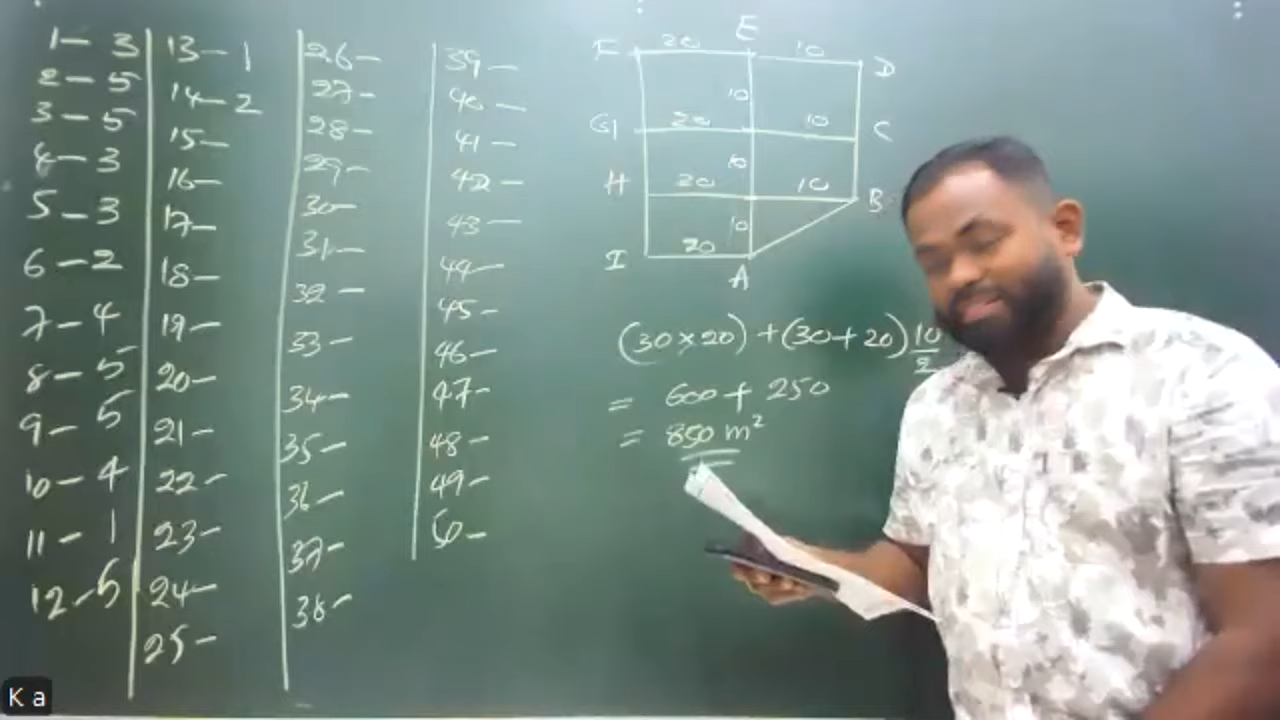 1 - 3
2 - 5
3 - 5
4 - 3
5 - 3
6 - 2
7 - 4
8 - 5
9 - 5
10 - 4
11 - 1
12 - 5
13 - 1
14 - 2
15 -
16 -
17 -
18 -
19 -
20 -
21 -
22 -
23 -
24 -
25 -
26 -
27 -
28 -
29 -
30 -
31 -
32 -
33 -
34 -
35 -
36 -
37 -
38 -
39 -
40 -
41 -
42 -
43 -
44 -
45 -
46 -
47 -
48 -
49 -
50 -
F 20 E 10 D
10
G 20 10 C
10
H 20 10 B
10
I 20 A
(30×20) + (30+20) 10/2
= 600 + 250
= 850 m²
K a